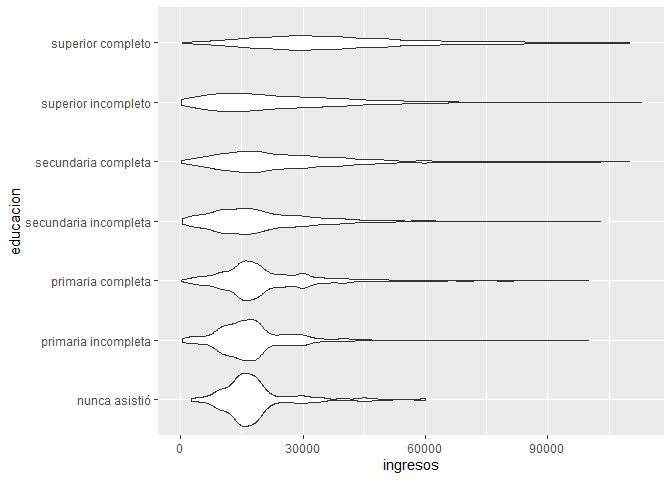 superior completo
superior incompleto
secundaria completa
secundaria incompleta
primaria completa
primaria incompleta
nunca asistió
educacion
0
30000
60000
90000
ingresos